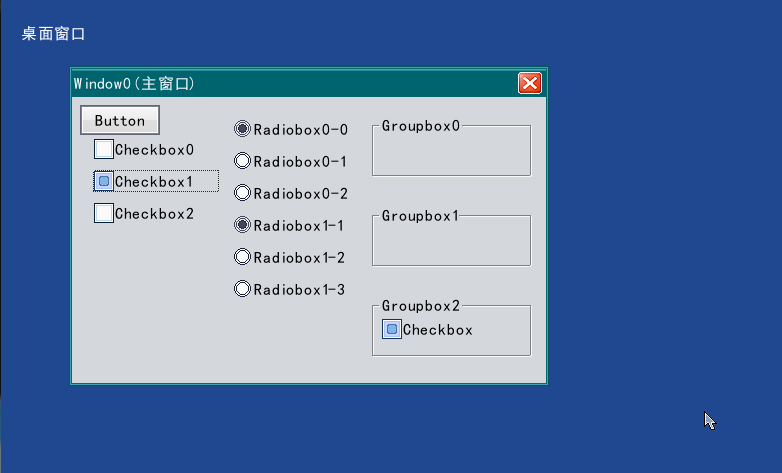 桌面窗口
Window0(主窗口)
Button
Checkbox0
Checkbox1
Checkbox2
Radiobox0-0
Radiobox0-1
Radiobox0-2
Radiobox1-1
Radiobox1-2
Radiobox1-3
Groupbox0
Groupbox1
Groupbox2
Checkbox